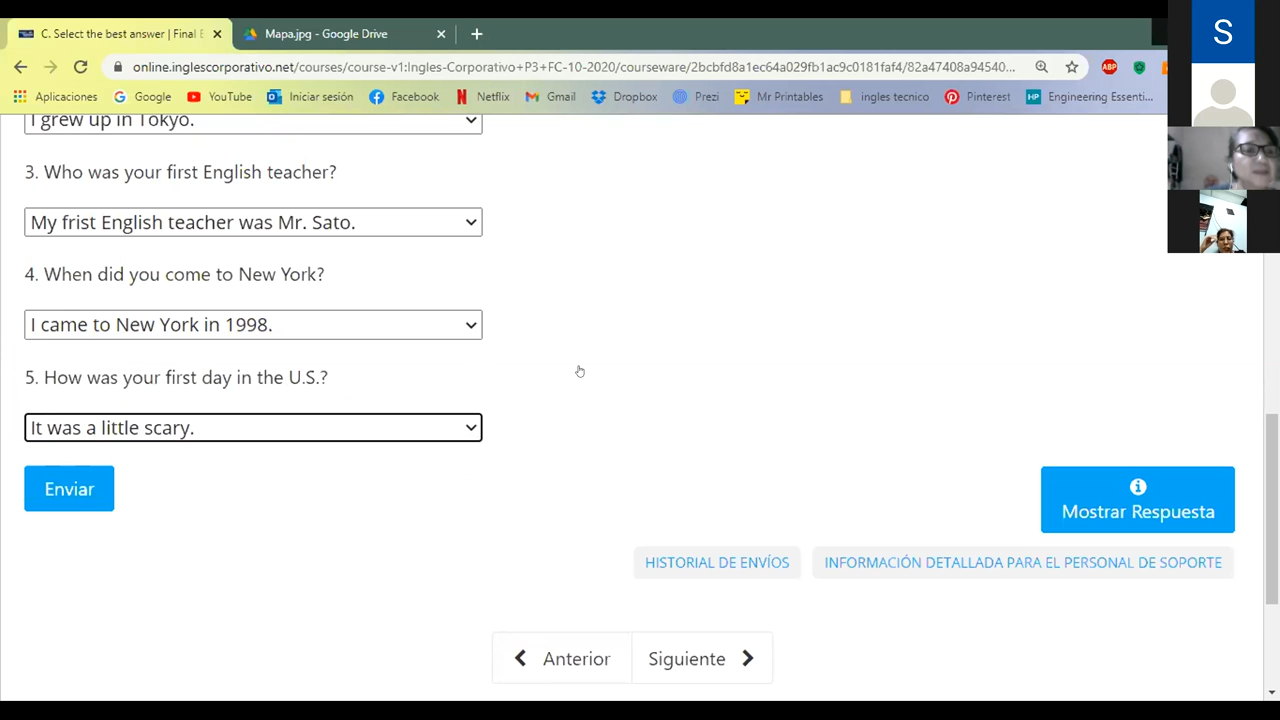 C. Select the best answer | Final E
Mapa.jpg - Google Drive
online.inglescorporativo.net/courses/course-v1:Ingles-Corporativo+P3+FC-10-2020/courseware/2bcbfd8a1ec64a029fb1ac9c0181faf4/82a47408a94540...
ABP
Aplicaciones Google YouTube Iniciar sesión Facebook Netflix Gmail Dropbox Prezi Mr Printables ingles tecnico Pinterest HP Engineering Essenti...
S
I grew up in Tokyo.
3. Who was your first English teacher?
My frist English teacher was Mr. Sato.
4. When did you come to New York?
I came to New York in 1998.
5. How was your first day in the U.S.?
It was a little scary.
Enviar
Mostrar Respuesta
HISTORIAL DE ENVÍOS INFORMACIÓN DETALLADA PARA EL PERSONAL DE SOPORTE
Anterior Siguiente